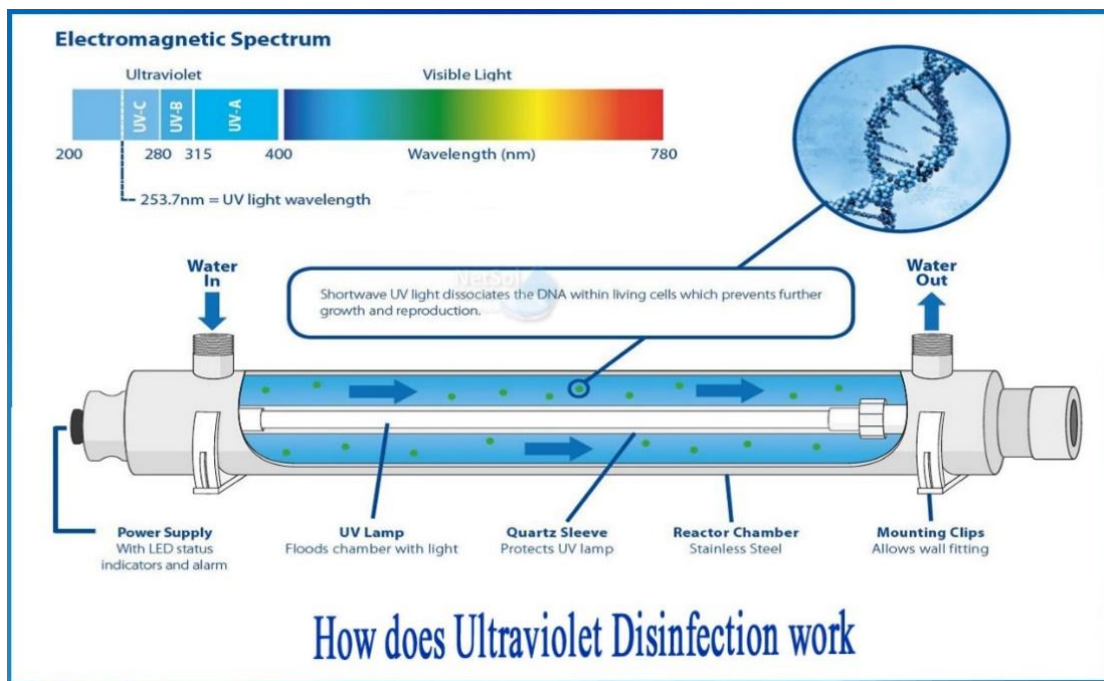 Electromagnetic Spectrum
Ultraviolet
Visible Light
UV-C
UV-B
UV-A
200
280
315
400
Wavelength (nm)
780
253.7nm = UV light wavelength
Water
In
NetSol
Water
Out
Shortwave UV light dissociates the DNA within living cells which prevents further
growth and reproduction.
Power Supply
With LED status
indicators and alarm
UV Lamp
Floods chamber with light
Quartz Sleeve
Protects UV lamp
Reactor Chamber
Stainless Steel
Mounting Clips
Allows wall fitting
How does Ultraviolet Disinfection work